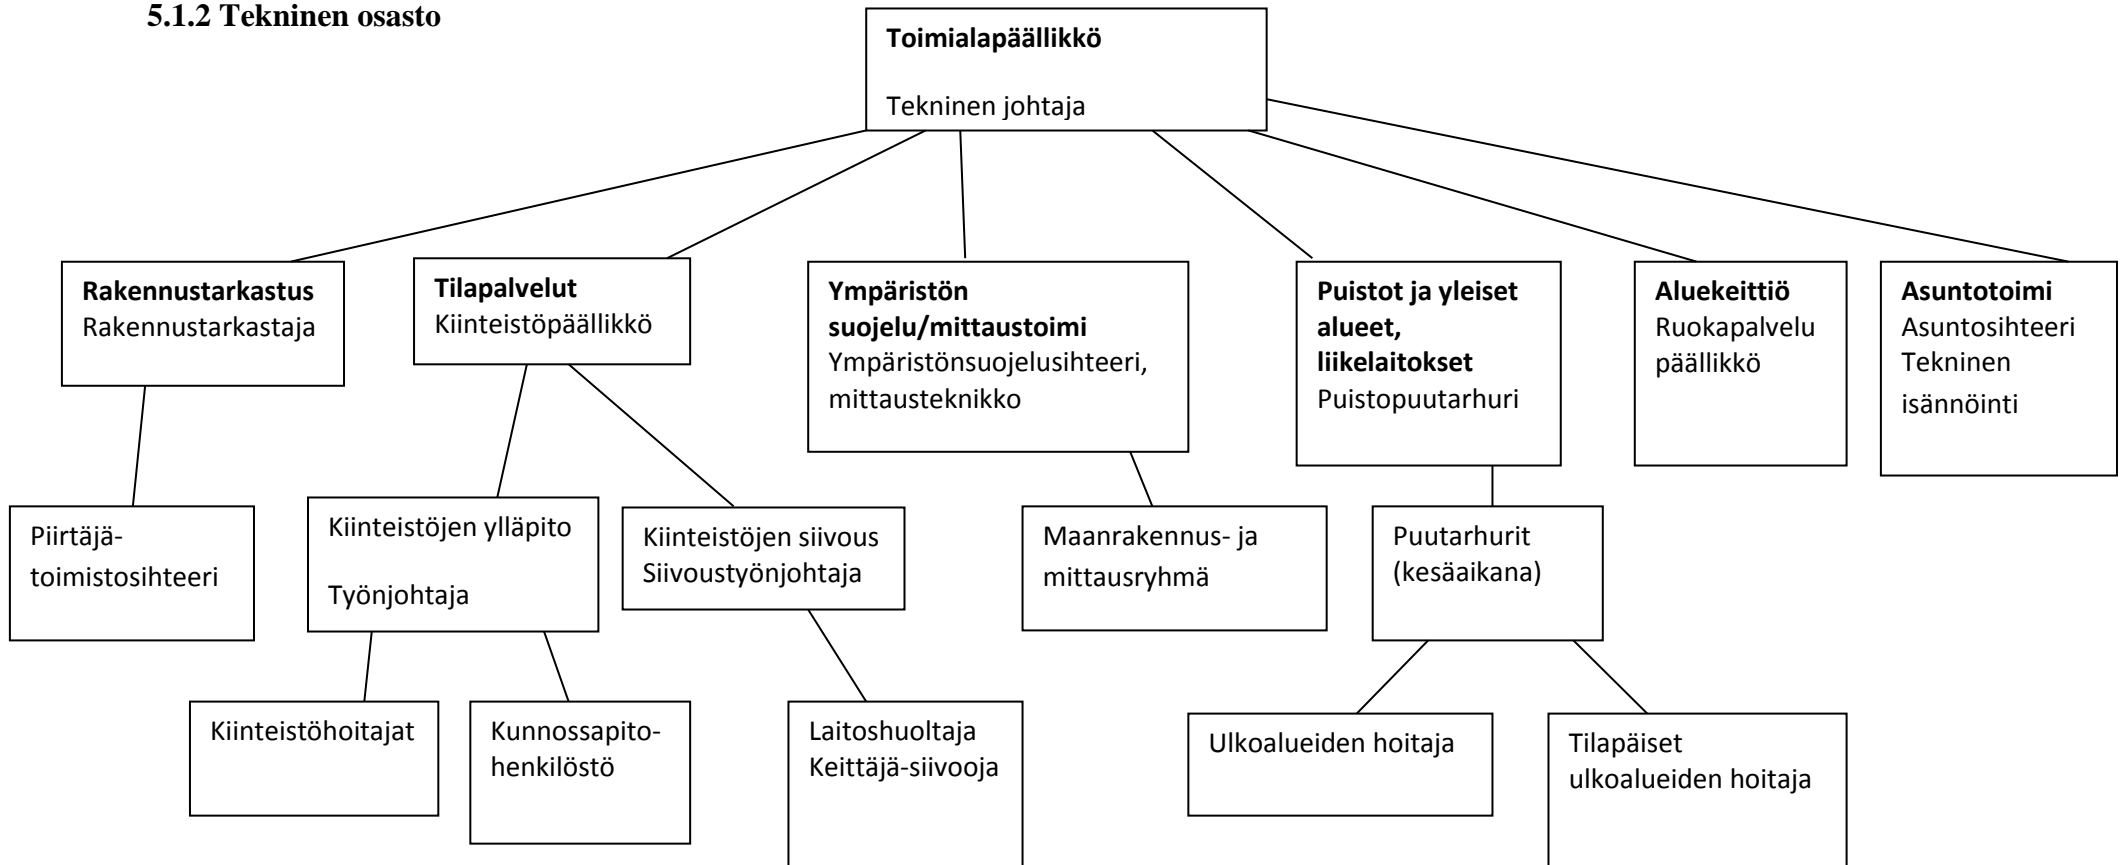 5.1.2 Tekninen osasto
Toimialapäällikkö
Tekninen johtaja
Rakennustarkastus
Rakennustarkastaja
Tilapalvelut
Kiinteistöpäällikkö
Ympäristön
suojelu/mittaustoimi
Ympäristönsuojelusihteeri,
mittausteknikko
Puistot ja yleiset
alueet,
liikelaitokset
Puistopuutarhuri
Aluekeittiö
Ruokapalvelu
päällikkö
Asuntotoimi
Asuntosihteeri
Tekninen
isännöinti
Piirtäjä-
toimistosihteeri
Kiinteistöjen ylläpito
Työnjohtaja
Kiinteistöjen siivous
Siivoustyönjohtaja
Maanrakennus- ja
mittausryhmä
Puutarhurit
(kesäaikana)
Kiinteistöhoitajat
Kunnossapito-
henkilöstö
Laitoshuoltaja
Keittäjä-siivooja
Ulkoalueiden hoitaja
Tilapäiset
ulkoalueiden hoitaja